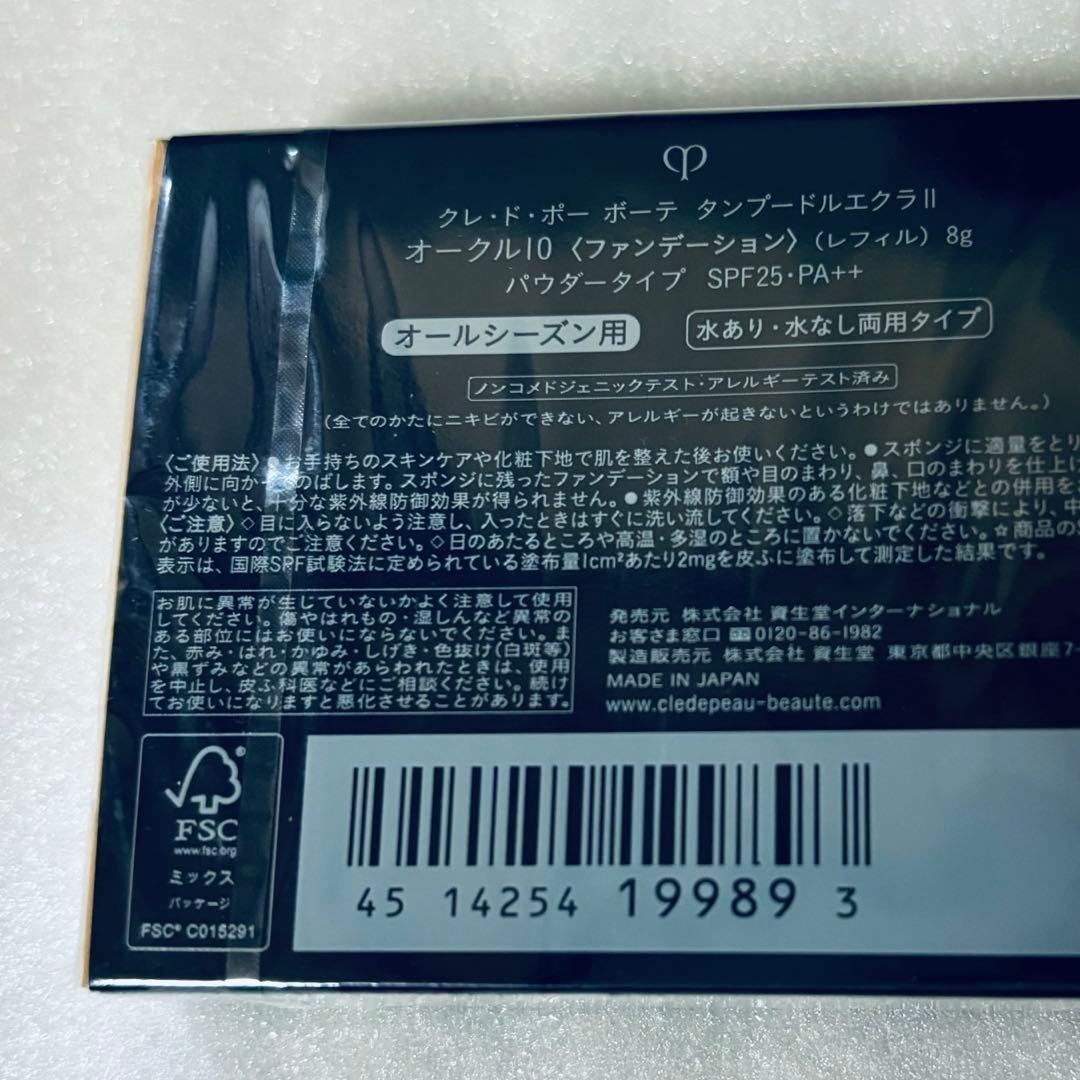 クレ・ド・ポー ボーテ タンプードルエクラⅡ
オークル10〈ファンデーション〉(レフィル) 8g
パウダータイプ SPF25・PA++
オールシーズン用
水あり・水なし両用タイプ
ノンコメドジェニックテスト・アレルギーテスト済み
(全てのかたにニキビができない、アレルギーが起きないというわけではありません。)
〈ご使用法〉●お手持ちのスキンケアや化粧下地で肌を整えた後お使いください。●スポンジに適量をとり
外側に向かってのばします。スポンジに残ったファンデーションで額や目のまわり、鼻、口のまわりを仕上げ
が少ないと、十分な紫外線防御効果が得られません。●紫外線防御効果のある化粧下地などとの併用を
〈ご注意〉◇目に入らないよう注意し、入ったときはすぐに洗い流してください。◇落下などの衝撃により、中
がありますのでご注意ください。◇日のあたるところや高温・多湿のところに置かないでください。☆商品の
表示は、国際SPF試験法に定められている塗布量1cm²あたり2mgを皮ふに塗布して測定した結果です。
お肌に異常が生じていないかよく注意して使用
してください。傷やはれもの・湿しんなど異常の
ある部位にはお使いにならないでください。ま
た、赤み・はれ・かゆみ・しげき・色抜け(白斑等)
や黒ずみなどの異常があらわれたときは、使用
を中止し、皮ふ科医などにご相談ください。続け
てお使いになりますと悪化させることがあります。
発売元 株式会社 資生堂インターナショナル
お客さま窓口 0120-86-1982
製造販売元 株式会社 資生堂 東京都中央区銀座7-
MADE IN JAPAN
www.cledepeau-beaute.com
FSC®
www.fsc.org
ミックス
パッケージ
FSC® C015291
45 14254 19989 3